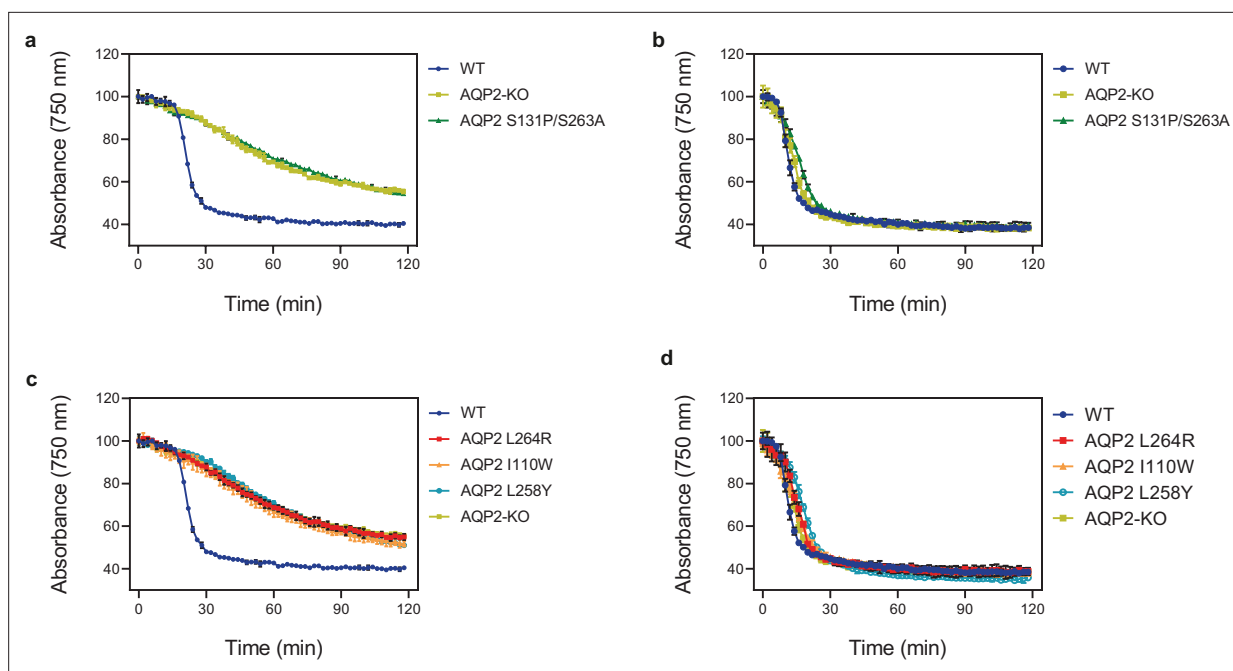 a
Absorbance (750 nm)
120
100
80
60
40
0
30
60
90
120
Time (min)
WT
AQP2-KO
AQP2 S131P/S263A
b
Absorbance (750 nm)
120
100
80
60
40
0
30
60
90
120
Time (min)
WT
AQP2-KO
AQP2 S131P/S263A
c
Absorbance (750 nm)
120
100
80
60
40
0
30
60
90
120
Time (min)
WT
AQP2 L264R
AQP2 I110W
AQP2 L258Y
AQP2-KO
d
Absorbance (750 nm)
120
100
80
60
40
0
30
60
90
120
Time (min)
WT
AQP2 L264R
AQP2 I110W
AQP2 L258Y
AQP2-KO